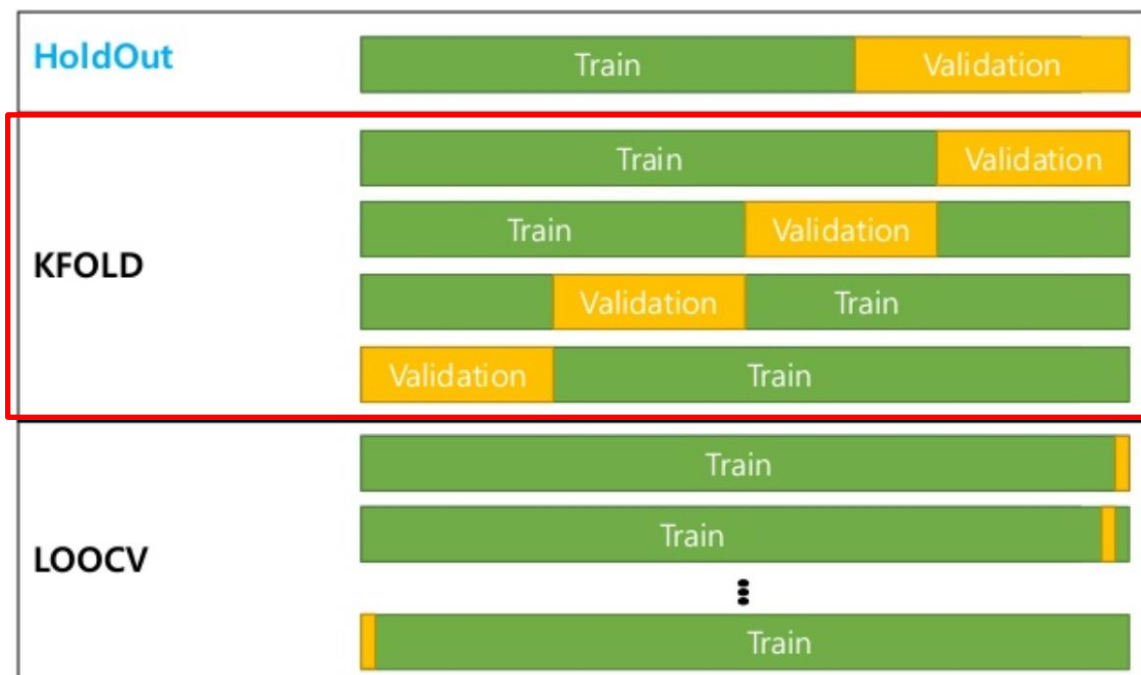 HoldOut
Train Validation
KFOLD
Train Validation
Train Validation
Validation Train
Validation Train
LOOCV
Train
Train
Train